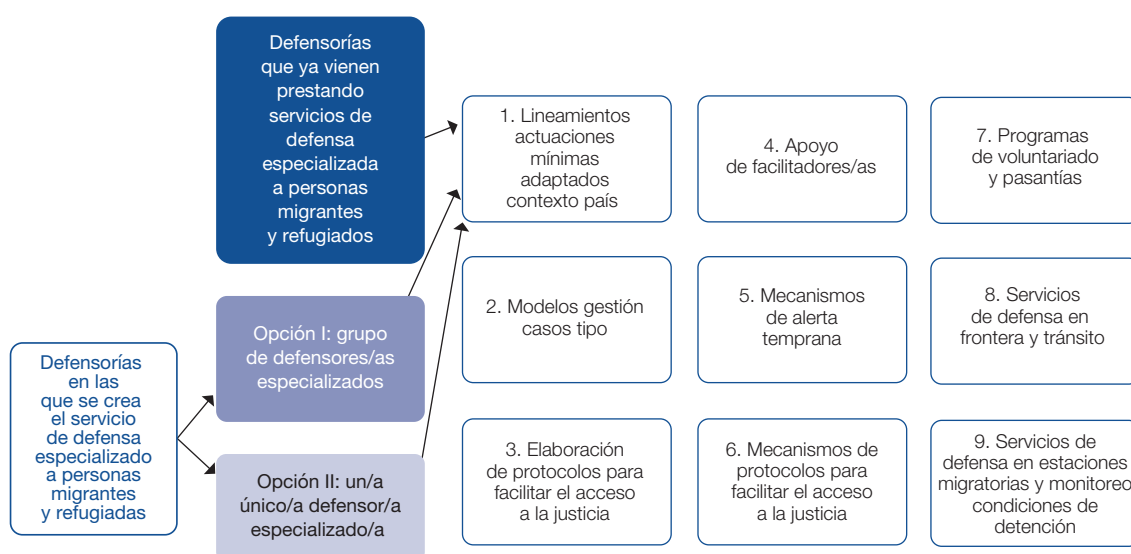 Defensorías
que ya vienen
prestando
servicios de
defensa
especializada
a personas
migrantes
y refugiados
Defensorías
en las
que se crea
el servicio
de defensa
especializado
a personas
migrantes
y refugiadas
Opción I: grupo
de defensores/as
especializados
Opción II: un/a
único/a defensor/a
especializado/a
1. Lineamientos
actuaciones
mínimas
adaptados
contexto país
2. Modelos gestión
casos tipo
3. Elaboración
de protocolos para
facilitar el acceso
a la justicia
4. Apoyo
de facilitadores/as
5. Mecanismos
de alerta
temprana
6. Mecanismos de
protocolos para
facilitar el acceso
a la justicia
7. Programas
de voluntariado
y pasantías
8. Servicios
de defensa en
frontera y tránsito
9. Servicios de
defensa en estaciones
migratorias y monitoreo
condiciones de
detención